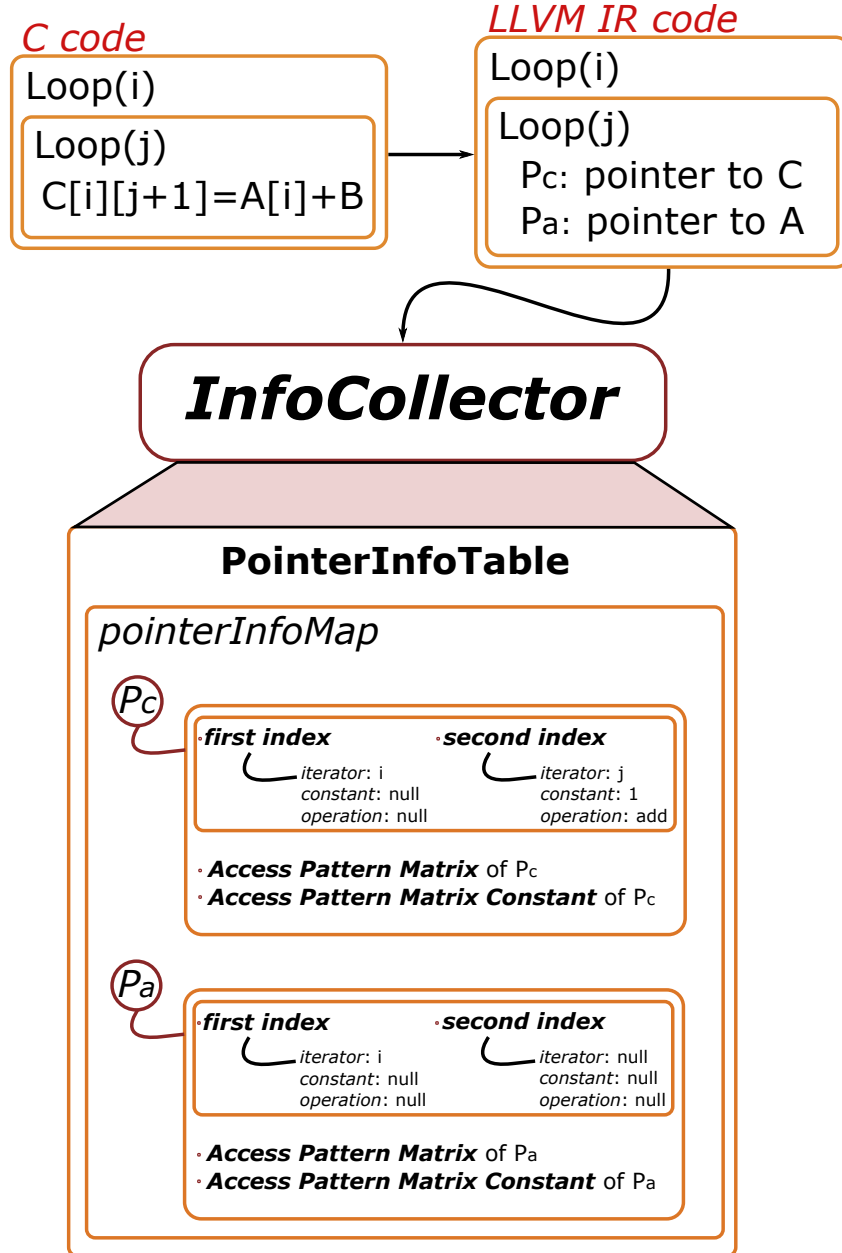 C code
Loop(i)
Loop(j)
C[i][j+1]=A[i]+B
LLVM IR code
Loop(i)
Loop(j)
Pc: pointer to C
Pa: pointer to A
InfoCollector
PointerInfoTable
pointerInfoMap
Pc
first index
iterator: i
constant: null
operation: null
second index
iterator: j
constant: 1
operation: add
Access Pattern Matrix of Pc
Access Pattern Matrix Constant of Pc
Pa
first index
iterator: i
constant: null
operation: null
second index
iterator: null
constant: null
operation: null
Access Pattern Matrix of Pa
Access Pattern Matrix Constant of Pa